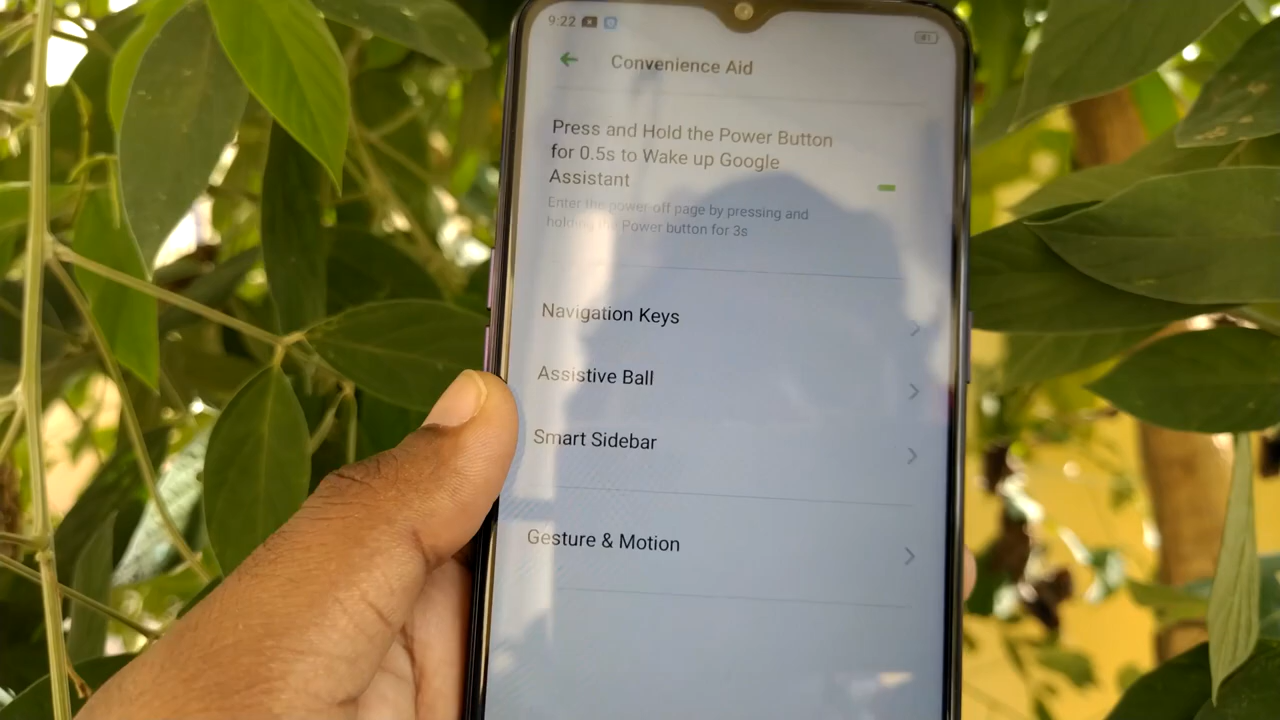 9:22
Convenience Aid
Press and Hold the Power Button
for 0.5s to Wake up Google
Assistant
Enter the power-off page by pressing and
holding the Power button for 3s
Navigation Keys
Assistive Ball
Smart Sidebar
Gesture & Motion